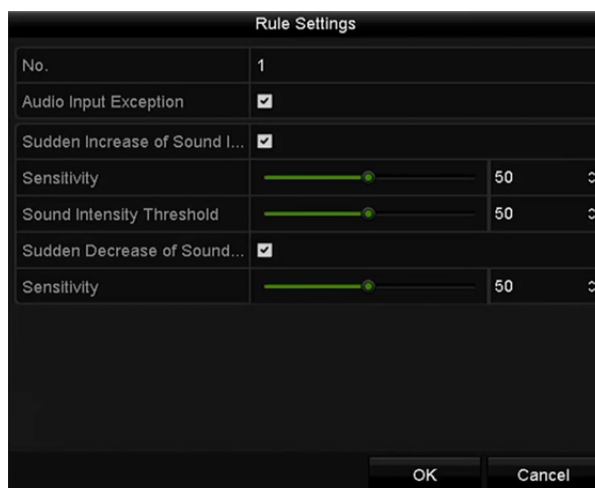 Rule Settings
No. 1
Audio Input Exception
Sudden Increase of Sound I...
Sensitivity 50
Sound Intensity Threshold 50
Sudden Decrease of Sound...
Sensitivity 50
OK Cancel